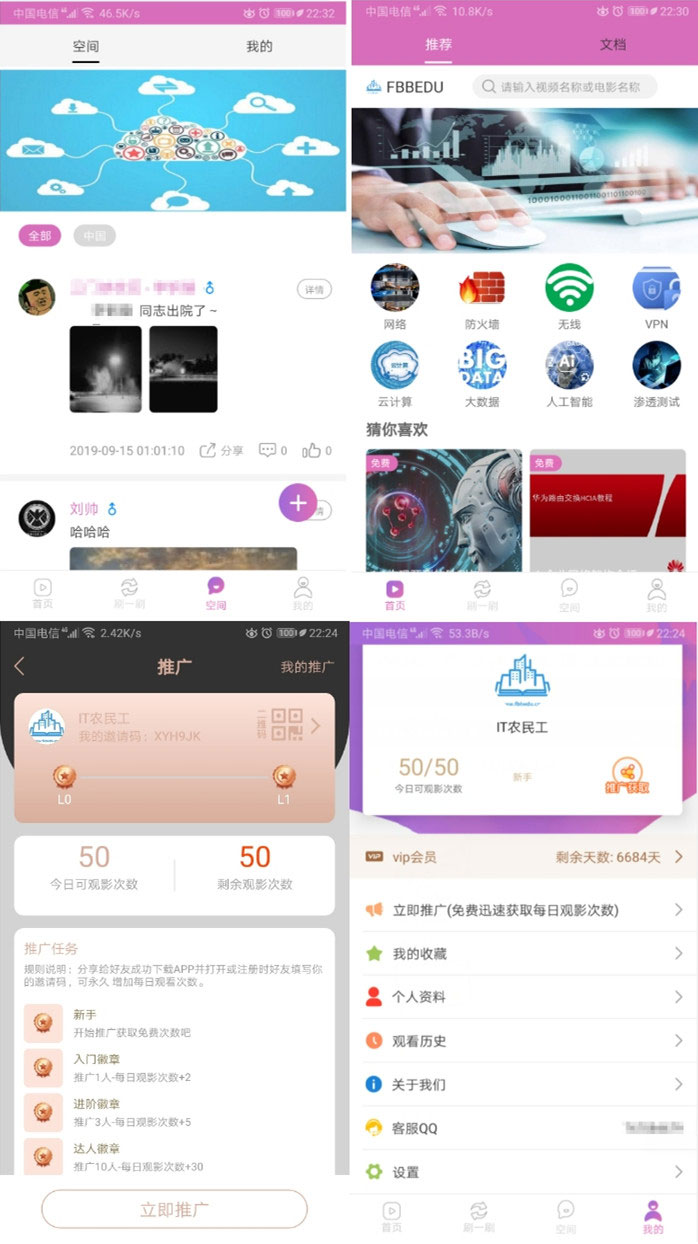 中国电信 46.5K/s 100 22:32
空间 我的
全部 中国
详情
同志出院了~
2019-09-15 01:01:10 分享 0 0
刘帅
哈哈哈
首页 刷一刷 空间 我的
中国电信 10.8K/s 100 22:30
推荐 文档
FBBEDU 请输入视频名称或电影名称
10001001011001101100101
网络 防火墙 无线 VPN
云计算
BIG DATA
AI
云计算 大数据 人工智能 渗透测试
猜你喜欢
免费 免费
华为路由交换HCIA教程
首页 刷一刷 空间 我的
中国电信 2.42K/s 100 22:24
推广 我的推广
IT农民工
我的邀请码：XYH9JK
二维码
L0 L1
50 50
今日可观影次数 剩余观影次数
推广任务
规则说明：分享给好友成功下载APP并打开或注册时好友填写你
的邀请码，可永久 增加每日观看次数。
新手
开始推广获取免费次数吧
入门徽章
推广1人-每日观影次数+2
进阶徽章
推广3人-每日观影次数+5
达人徽章
推广10人-每日观影次数+30
立即推广
中国电信 53.3B/s 100 22:24
IT农民工
50/50
今日可观影次数 新手 推广获取
VIP vip会员 剩余天数: 6684天
立即推广(免费迅速获取每日观影次数)
我的收藏
个人资料
观看历史
关于我们
客服QQ
设置
首页 刷一刷 空间 我的